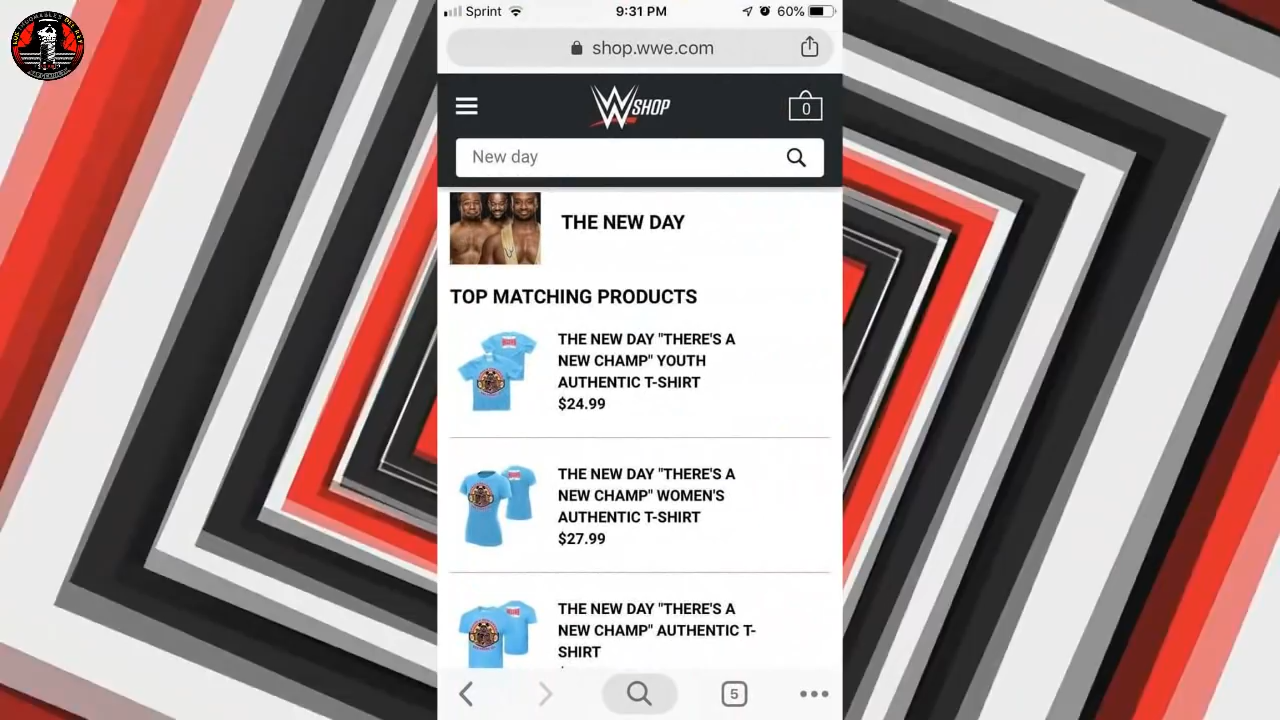 Sprint
9:31 PM
60%
shop.wwe.com
W SHOP
0
New day
THE NEW DAY
TOP MATCHING PRODUCTS
THE NEW DAY "THERE'S A
NEW CHAMP" YOUTH
AUTHENTIC T-SHIRT
$24.99
THE NEW DAY "THERE'S A
NEW CHAMP" WOMEN'S
AUTHENTIC T-SHIRT
$27.99
THE NEW DAY "THERE'S A
NEW CHAMP" AUTHENTIC T-
SHIRT
5